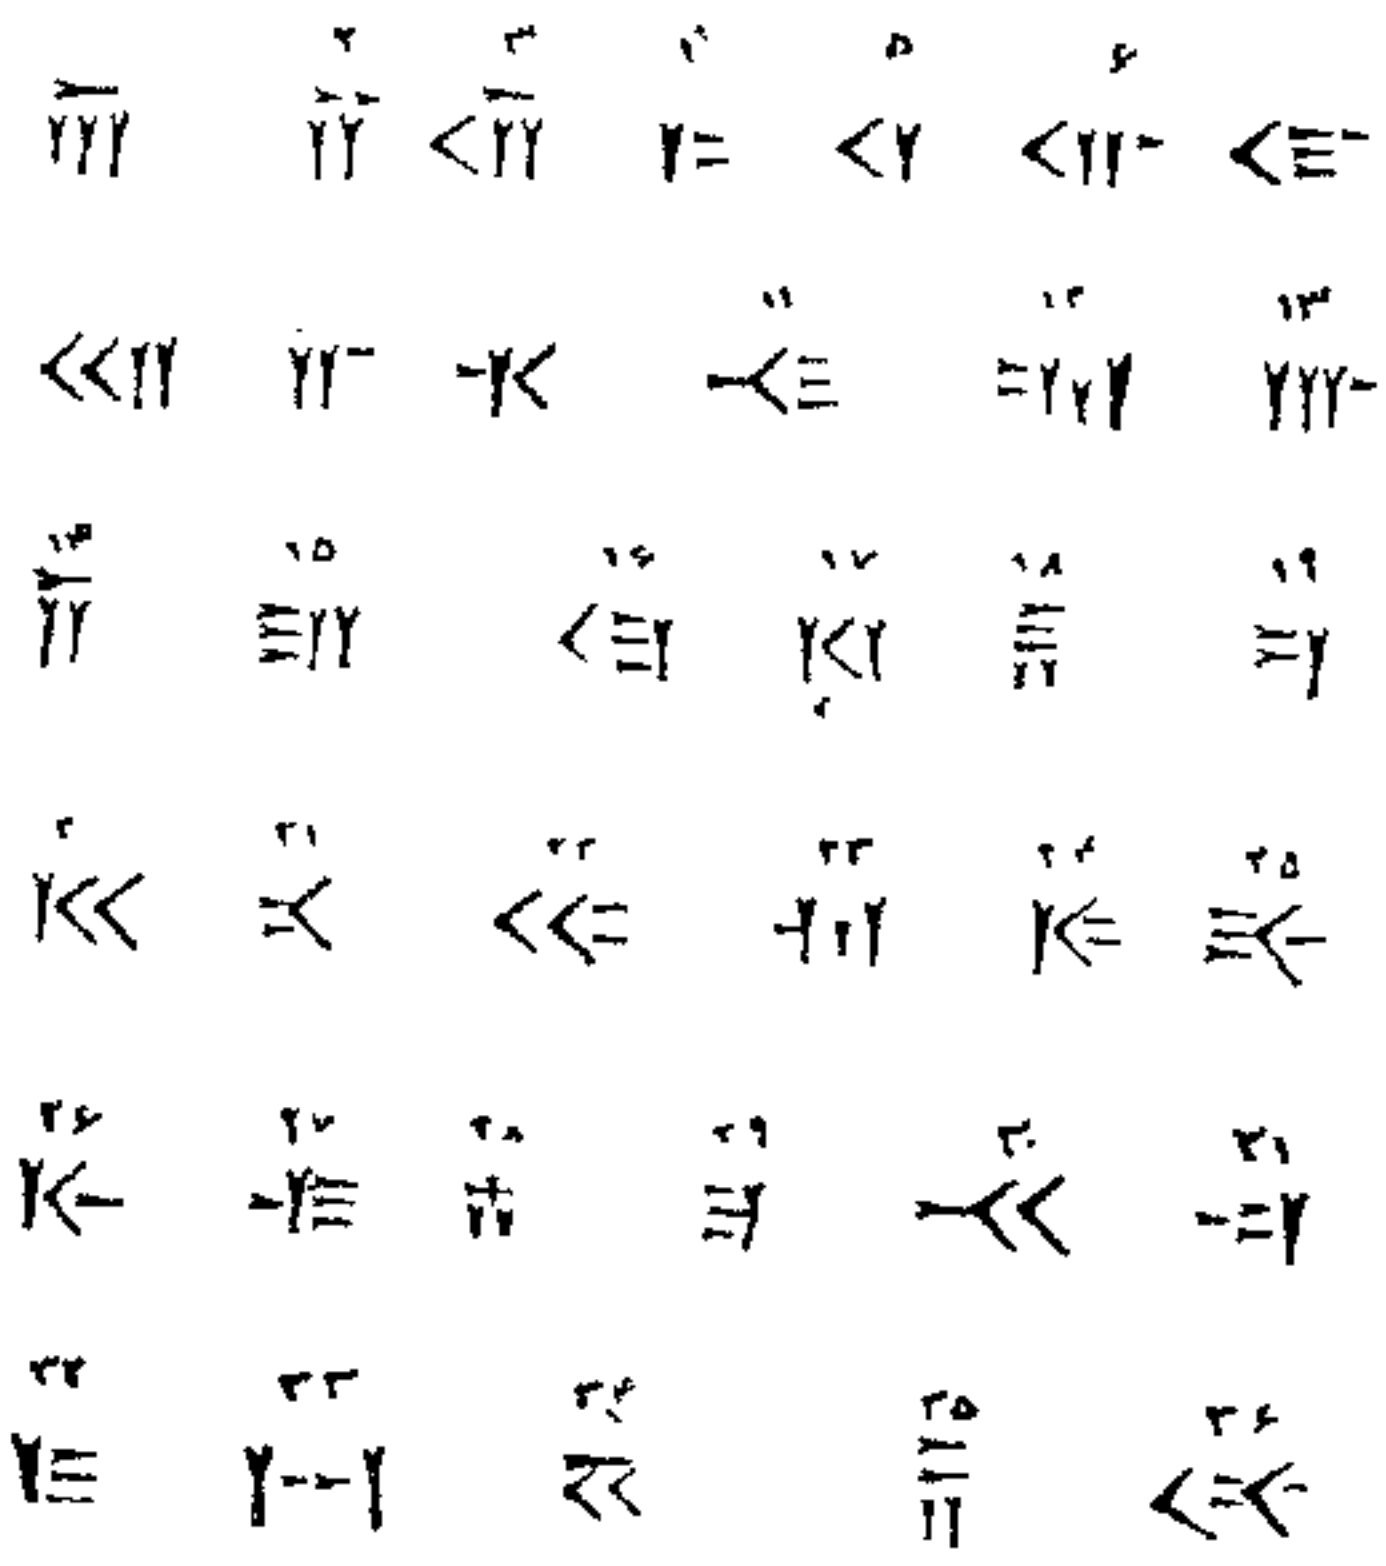 ۲ ۳ ۴ ۵ ۶
𐎠 𐎡 𐎢 𐎣 𐎤 𐎥 𐎦
۱۱ ۱۲ ۱۳
𐎧 𐎨 𐎩 𐎪 𐎫 𐎬
۱۴ ۱۵ ۱۶ ۱۷ ۱۸ ۱۹
𐎭 𐎮 𐎯 𐎰 𐎱 𐎲
۲۱ ۲۲ ۲۳ ۲۴ ۲۵
𐎳 𐎴 𐎵 𐎶 𐎷 𐎸
۲۶ ۲۷ ۲۸ ۲۹ ۳۰ ۳۱
𐎹 𐎺 𐎻 𐎼 𐎽 𐎾
۳۲ ۳۳ ۳۴ ۳۵ ۳۶
𐎿 𐏀 𐏁 𐏂 𐏃